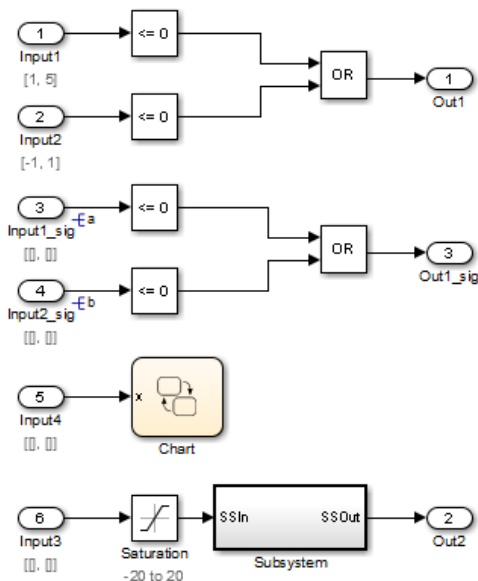 1
<= 0
Input1
[1, 5]
OR
1
Out1
2
<= 0
Input2
[-1, 1]
3
<= 0
a
Input1_sig
[[], []]
OR
3
Out1_sig
4
<= 0
b
Input2_sig
[[], []]
5
x
Input4
[[], []]
Chart
6
SSIn
SSOut
2
Input3
Saturation
Subsystem
Out2
[[], []]
-20 to 20